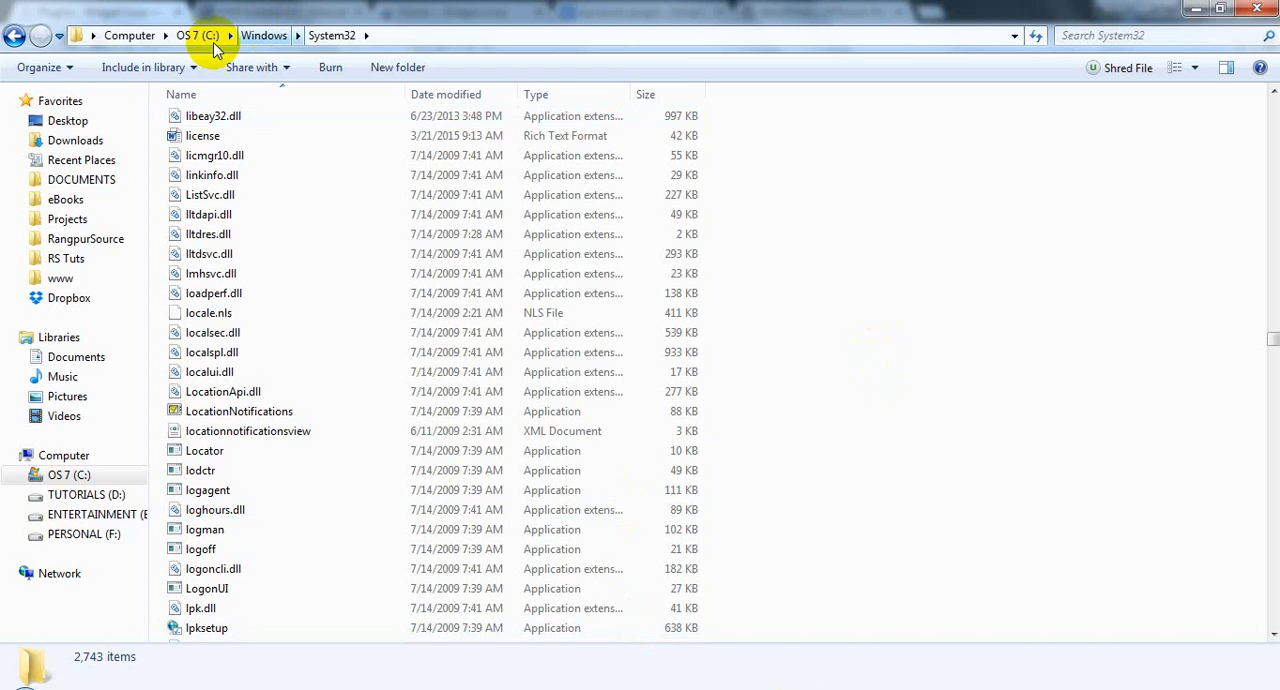 Computer OS 7 (C:) Windows System32 Search System32
Organize Include in library Share with Burn New folder Shred File
Name Date modified Type Size
Favorites
Desktop
Downloads
Recent Places
DOCUMENTS
eBooks
Projects
RangpurSource
RS Tuts
www
Dropbox
Libraries
Documents
Music
Pictures
Videos
Computer
OS 7 (C:)
TUTORIALS (D:)
ENTERTAINMENT (E
PERSONAL (F:)
Network
libeay32.dll 6/23/2013 3:48 PM Application extens... 997 KB
license 3/21/2015 9:13 AM Rich Text Format 42 KB
licmgr10.dll 7/14/2009 7:41 AM Application extens... 55 KB
linkinfo.dll 7/14/2009 7:41 AM Application extens... 29 KB
ListSvc.dll 7/14/2009 7:41 AM Application extens... 227 KB
lltdapi.dll 7/14/2009 7:41 AM Application extens... 49 KB
lltdres.dll 7/14/2009 7:28 AM Application extens... 2 KB
lltdsvc.dll 7/14/2009 7:41 AM Application extens... 293 KB
lmhsvc.dll 7/14/2009 7:41 AM Application extens... 23 KB
loadperf.dll 7/14/2009 7:41 AM Application extens... 138 KB
locale.nls 7/14/2009 2:21 AM NLS File 411 KB
localsec.dll 7/14/2009 7:41 AM Application extens... 539 KB
localspl.dll 7/14/2009 7:41 AM Application extens... 933 KB
localui.dll 7/14/2009 7:41 AM Application extens... 17 KB
LocationApi.dll 7/14/2009 7:41 AM Application extens... 277 KB
LocationNotifications 7/14/2009 7:39 AM Application 88 KB
locationnotificationsview 6/11/2009 2:31 AM XML Document 3 KB
Locator 7/14/2009 7:39 AM Application 10 KB
lodctr 7/14/2009 7:39 AM Application 49 KB
logagent 7/14/2009 7:39 AM Application 111 KB
loghours.dll 7/14/2009 7:41 AM Application extens... 89 KB
logman 7/14/2009 7:39 AM Application 102 KB
logoff 7/14/2009 7:39 AM Application 21 KB
logoncli.dll 7/14/2009 7:41 AM Application extens... 182 KB
LogonUI 7/14/2009 7:39 AM Application 27 KB
lpk.dll 7/14/2009 7:41 AM Application extens... 41 KB
lpksetup 7/14/2009 7:39 AM Application 638 KB
2,743 items